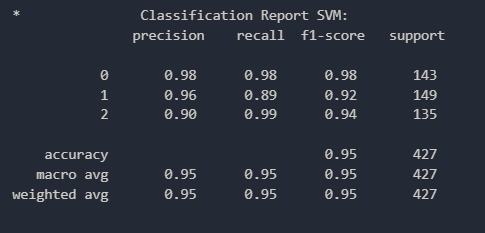 * Classification Report SVM:
precision recall f1-score support
0 0.98 0.98 0.98 143
1 0.96 0.89 0.92 149
2 0.90 0.99 0.94 135
accuracy 0.95 427
macro avg 0.95 0.95 0.95 427
weighted avg 0.95 0.95 0.95 427